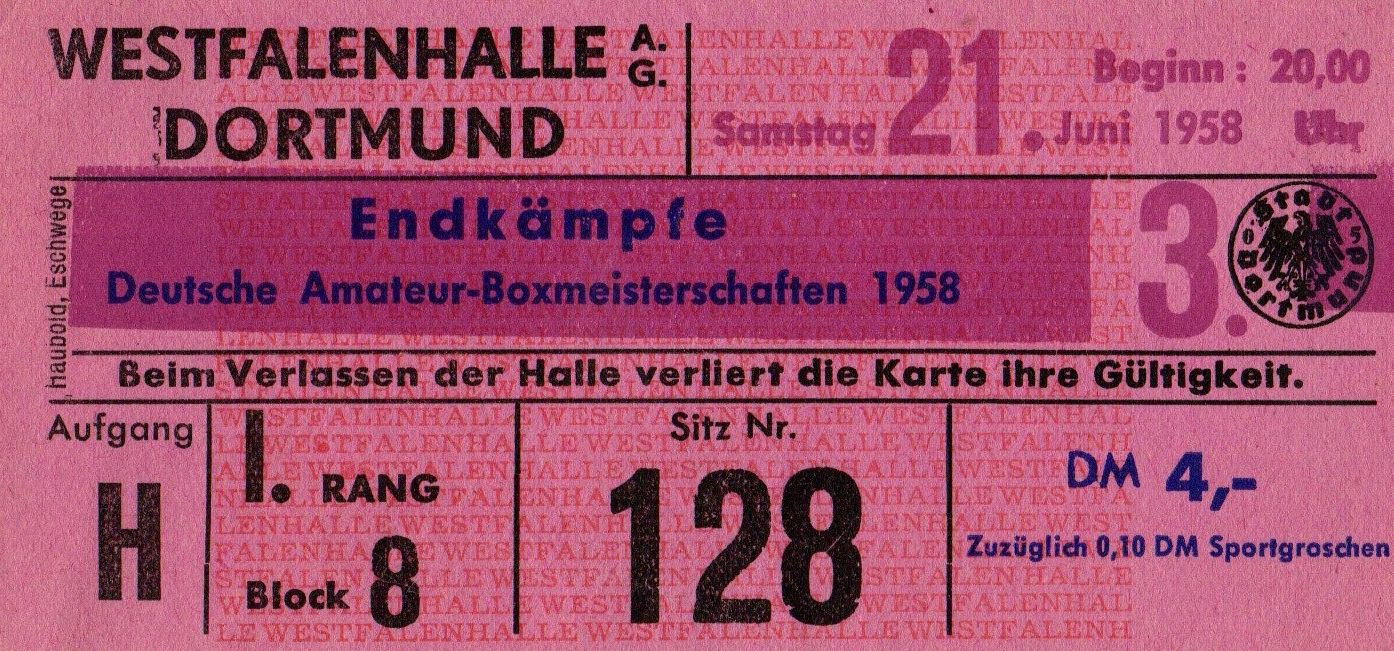 WESTFALENHALLE A.G.
DORTMUND
Beginn: 20,00 Uhr
Samstag 21. Juni 1958
Haubold, Eschwege
Endkämpfe
Deutsche Amateur-Boxmeisterschaften 1958
3.
Stadt Dortmund
05
Beim Verlassen der Halle verliert die Karte ihre Gültigkeit.
Aufgang
H
I. RANG
Block 8
Sitz Nr.
128
DM 4,-
Zuzüglich 0,10 DM Sportgroschen